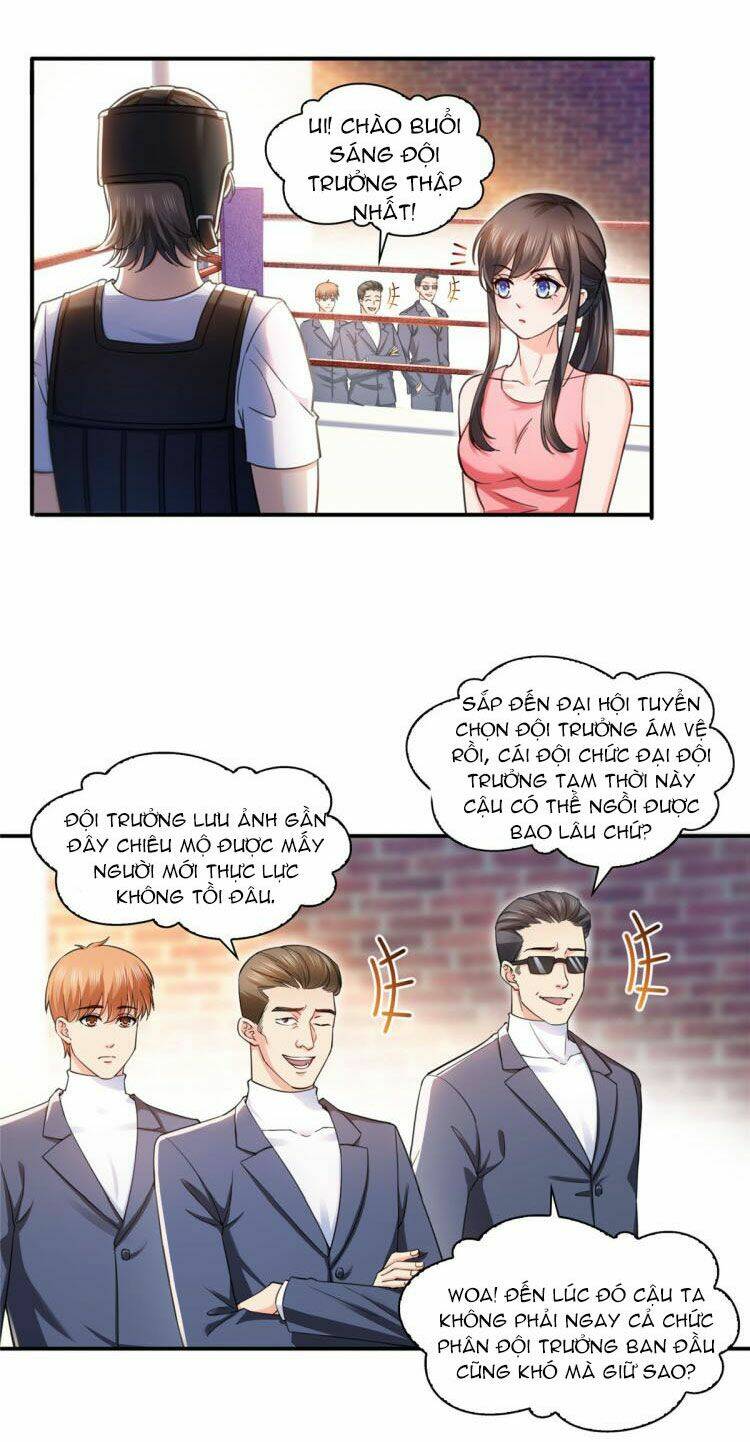 UI! CHÀO BUỔI
SÁNG ĐỘI
TRƯỞNG THẬP
NHẤT!
SẮP ĐẾN ĐẠI HỘI TUYỂN
CHỌN ĐỘI TRƯỞNG ÁM VỆ
RỒI, CÁI ĐỘI CHỨC ĐẠI ĐỘI
TRƯỞNG TẠM THỜI NÀY
CẬU CÓ THỂ NGỒI ĐƯỢC
BAO LÂU CHỨ?
ĐỘI TRƯỞNG LƯU ẢNH GẦN
ĐÂY CHIÊU MỘ ĐƯỢC MẤY
NGƯỜI MỚI THỰC LỰC
KHÔNG TỒI ĐÂU.
WOA! ĐẾN LÚC ĐÓ CẬU TA
KHÔNG PHẢI NGAY CẢ CHỨC
PHÂN ĐỘI TRƯỞNG BAN ĐẦU
CŨNG KHÓ MÀ GIỮ SAO?